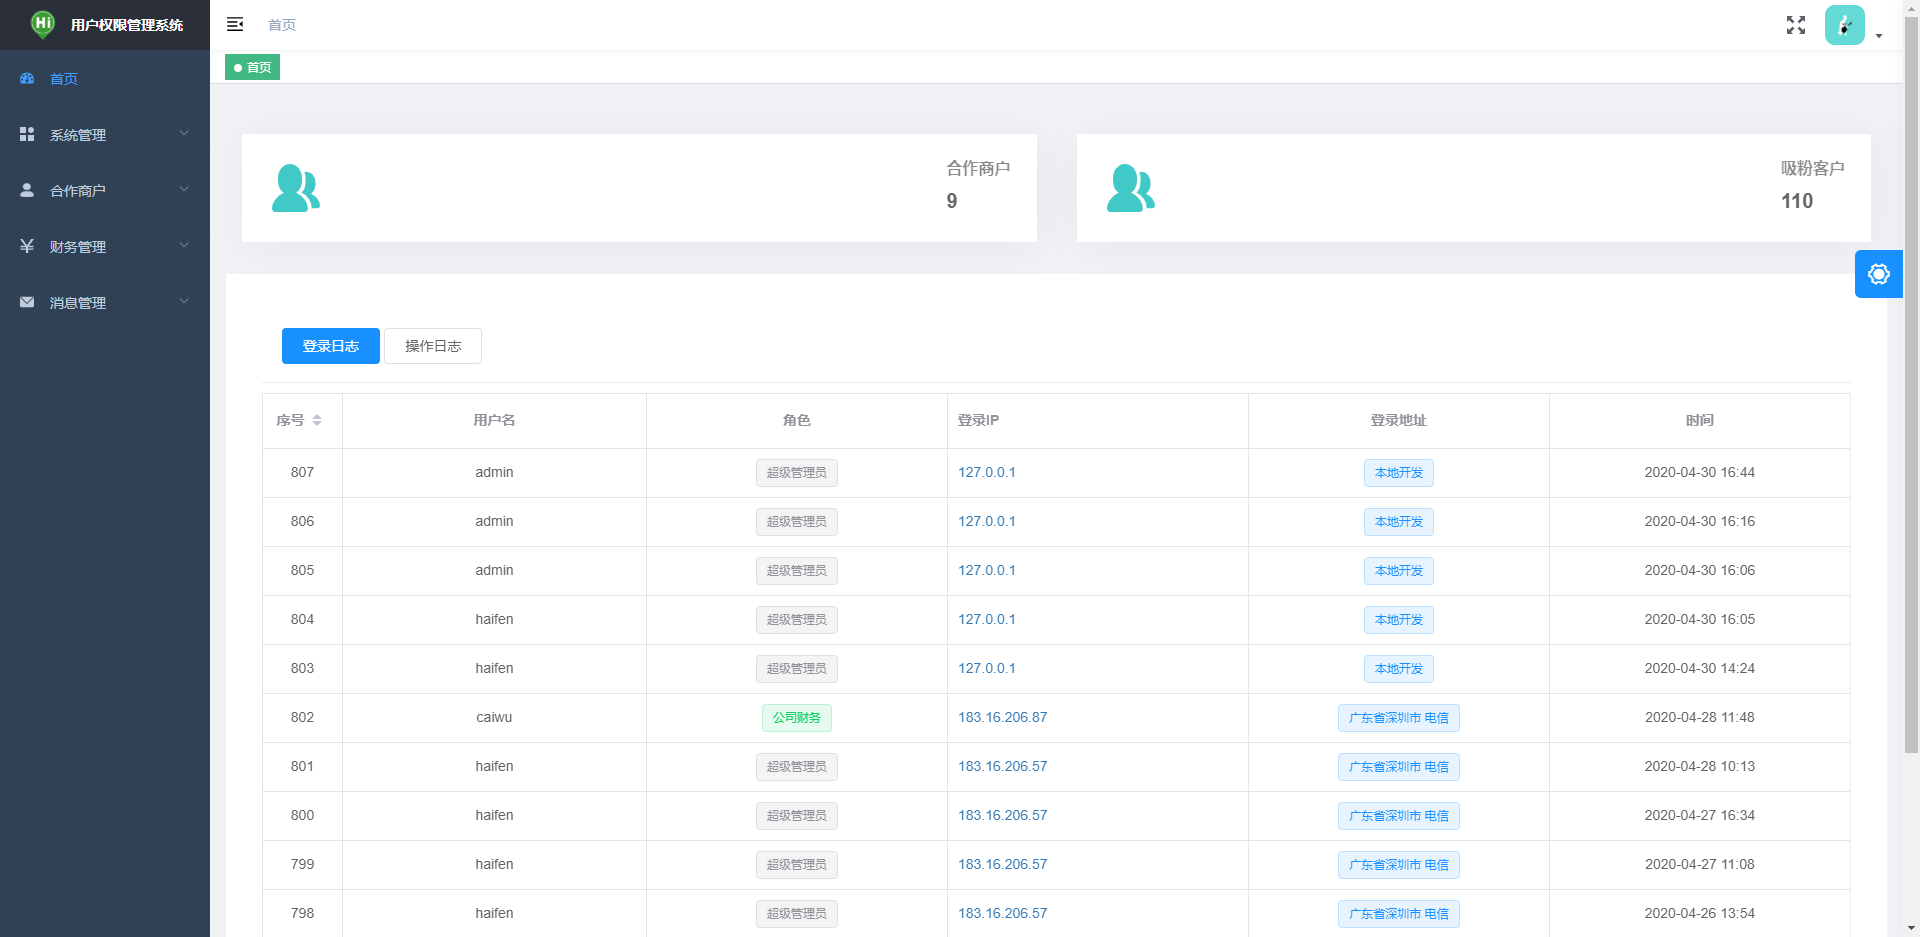 Hi 用户权限管理系统
首页
首页
首页
系统管理
合作商户
财务管理
消息管理
合作商户
9
吸粉客户
110
登录日志 操作日志
序号 用户名 角色 登录IP 登录地址 时间
807 admin 超级管理员 127.0.0.1 本地开发 2020-04-30 16:44
806 admin 超级管理员 127.0.0.1 本地开发 2020-04-30 16:16
805 admin 超级管理员 127.0.0.1 本地开发 2020-04-30 16:06
804 haifen 超级管理员 127.0.0.1 本地开发 2020-04-30 16:05
803 haifen 超级管理员 127.0.0.1 本地开发 2020-04-30 14:24
802 caiwu 公司财务 183.16.206.87 广东省深圳市 电信 2020-04-28 11:48
801 haifen 超级管理员 183.16.206.57 广东省深圳市 电信 2020-04-28 10:13
800 haifen 超级管理员 183.16.206.57 广东省深圳市 电信 2020-04-27 16:34
799 haifen 超级管理员 183.16.206.57 广东省深圳市 电信 2020-04-27 11:08
798 haifen 超级管理员 183.16.206.57 广东省深圳市 电信 2020-04-26 13:54